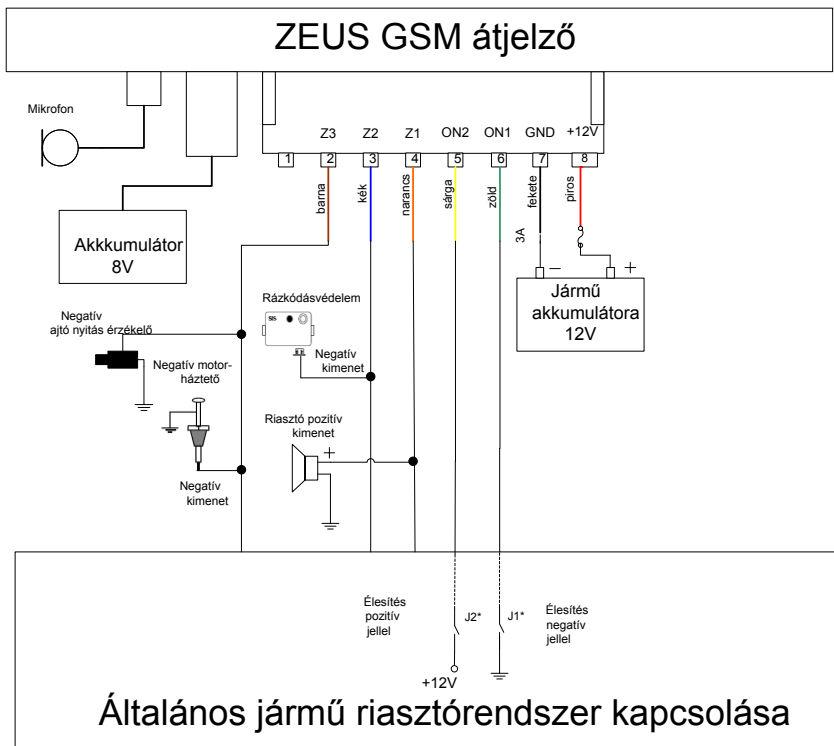 ZEUS GSM átjelző
Mikrofon
Z3 Z2 Z1 ON2 ON1 GND +12V
1 2 3 4 5 6 7 8
barna
kék
narancs
sárga
zöld
fekete
piros
3A
Akkkumulátor
8V
– +
Jármű
akkumulátora
12V
Negatív
ajtó nyitás érzékelő
Rázkódásvédelem
SIS
Negatív
kimenet
Negatív motor-
háztető
Negatív
kimenet
Riasztó pozitív
kimenet
+
Élesítés
pozitív
jellel
J2*
J1*
Élesítés
negatív
jellel
+12V
Általános jármű riasztórendszer kapcsolása